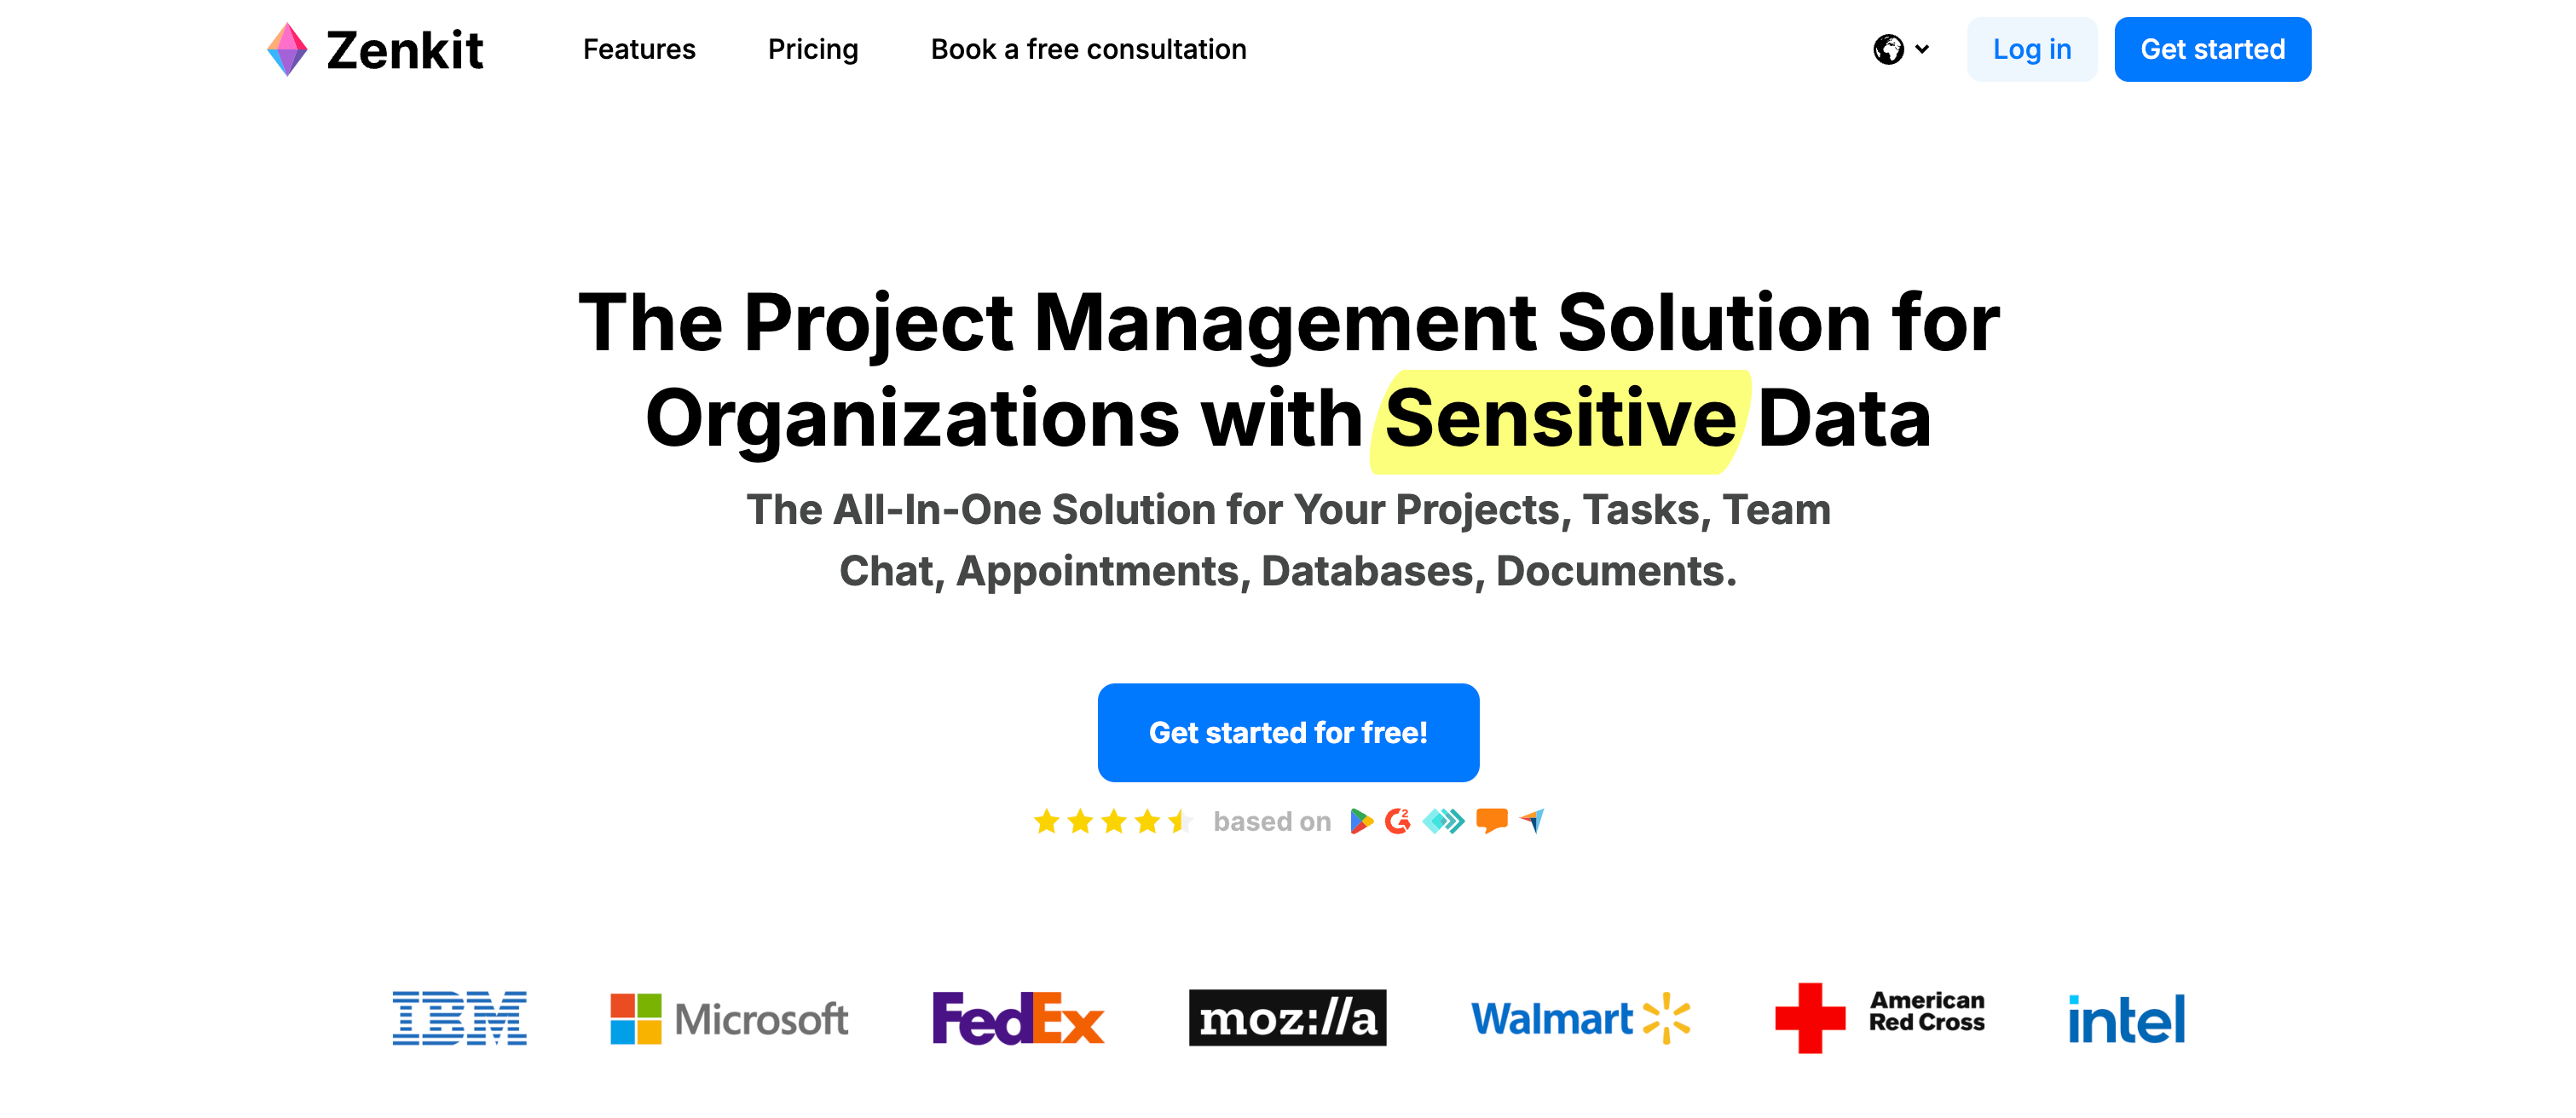 Zenkit
Features
Pricing
Book a free consultation
Log in
Get started
The Project Management Solution for
Organizations with Sensitive Data
The All-In-One Solution for Your Projects, Tasks, Team
Chat, Appointments, Databases, Documents.
Get started for free!
based on
G2
IBM
Microsoft
FedEx
moz://a
Walmart
American
Red Cross
intel